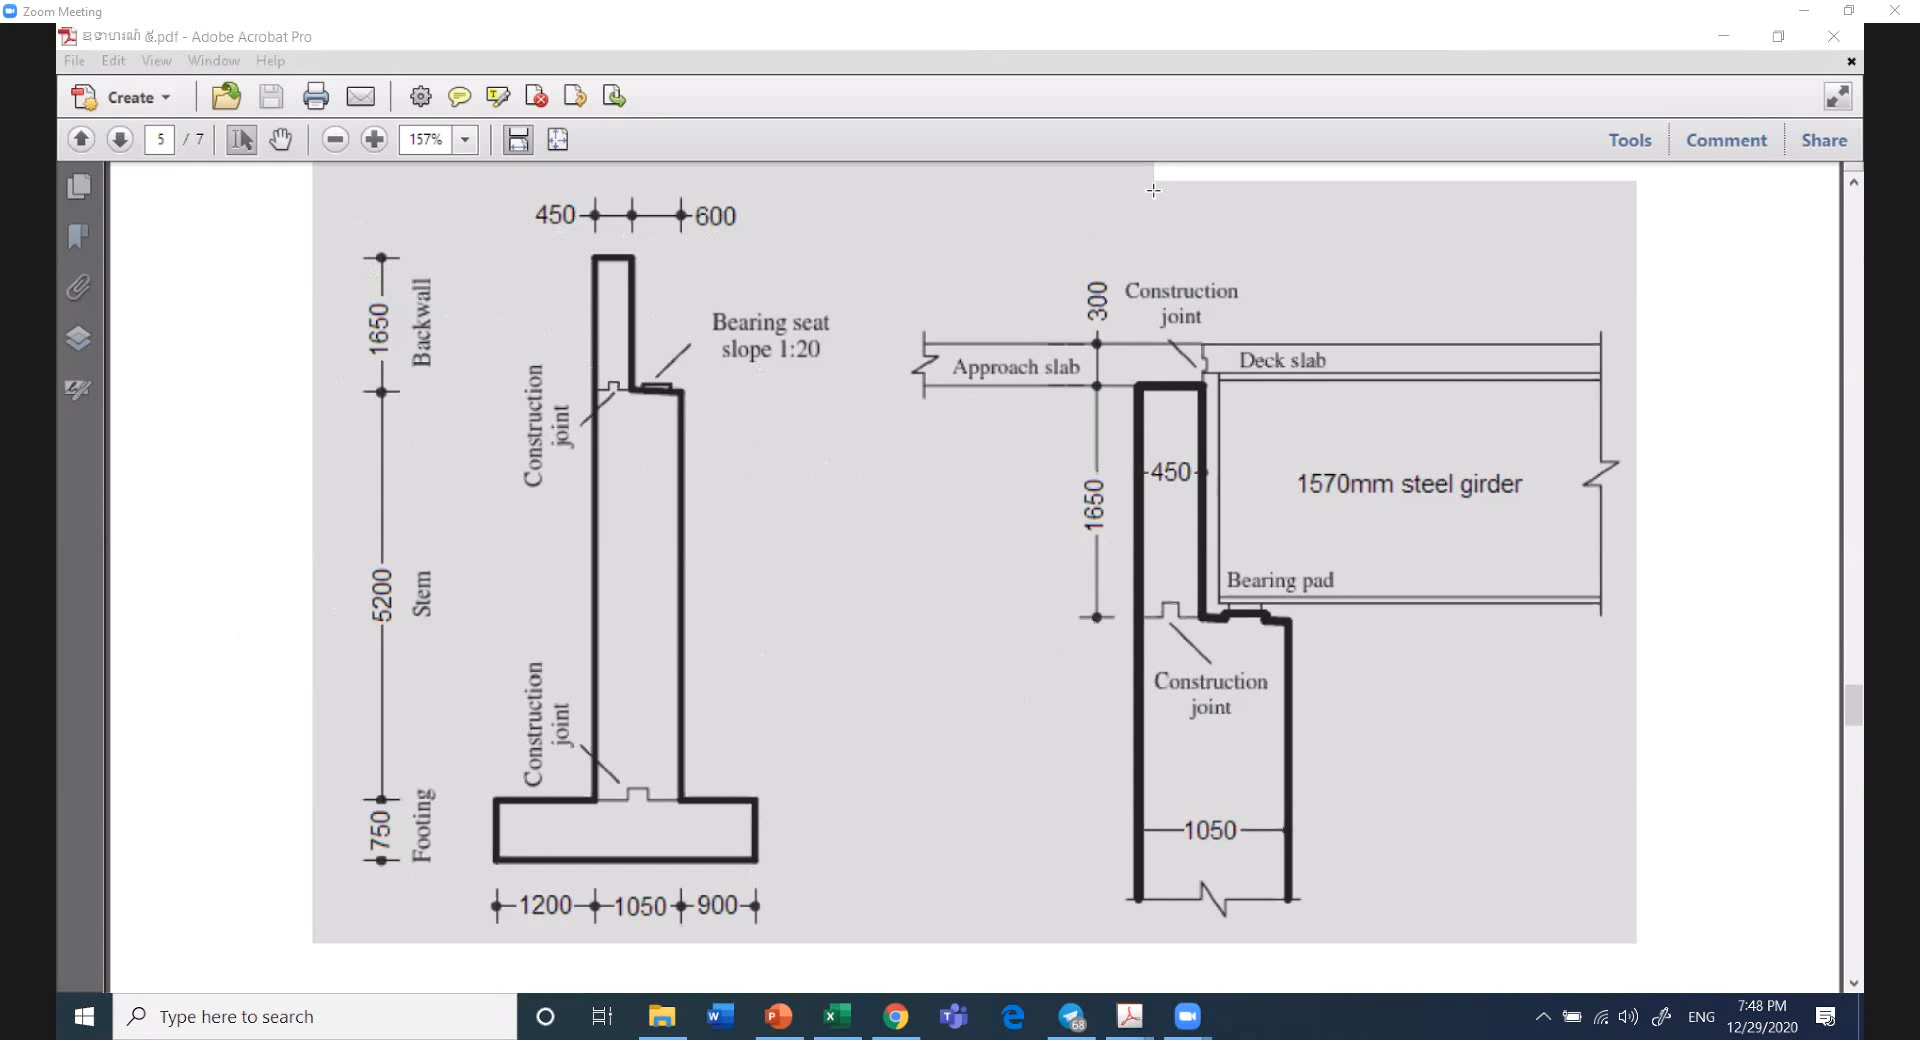 Zoom Meeting
ឧទាហរណ៍ ៥.pdf - Adobe Acrobat Pro
File Edit View Window Help
Create
5 / 7
157%
Tools
Comment
Share
450
600
1650
Backwall
Bearing seat
slope 1:20
Construction
joint
5200
Stem
Construction
joint
750
Footing
1200
1050
900
300
Construction
joint
Approach slab
Deck slab
450
1650
1570mm steel girder
Bearing pad
Construction
joint
1050
Type here to search
68
ENG
7:48 PM
12/29/2020